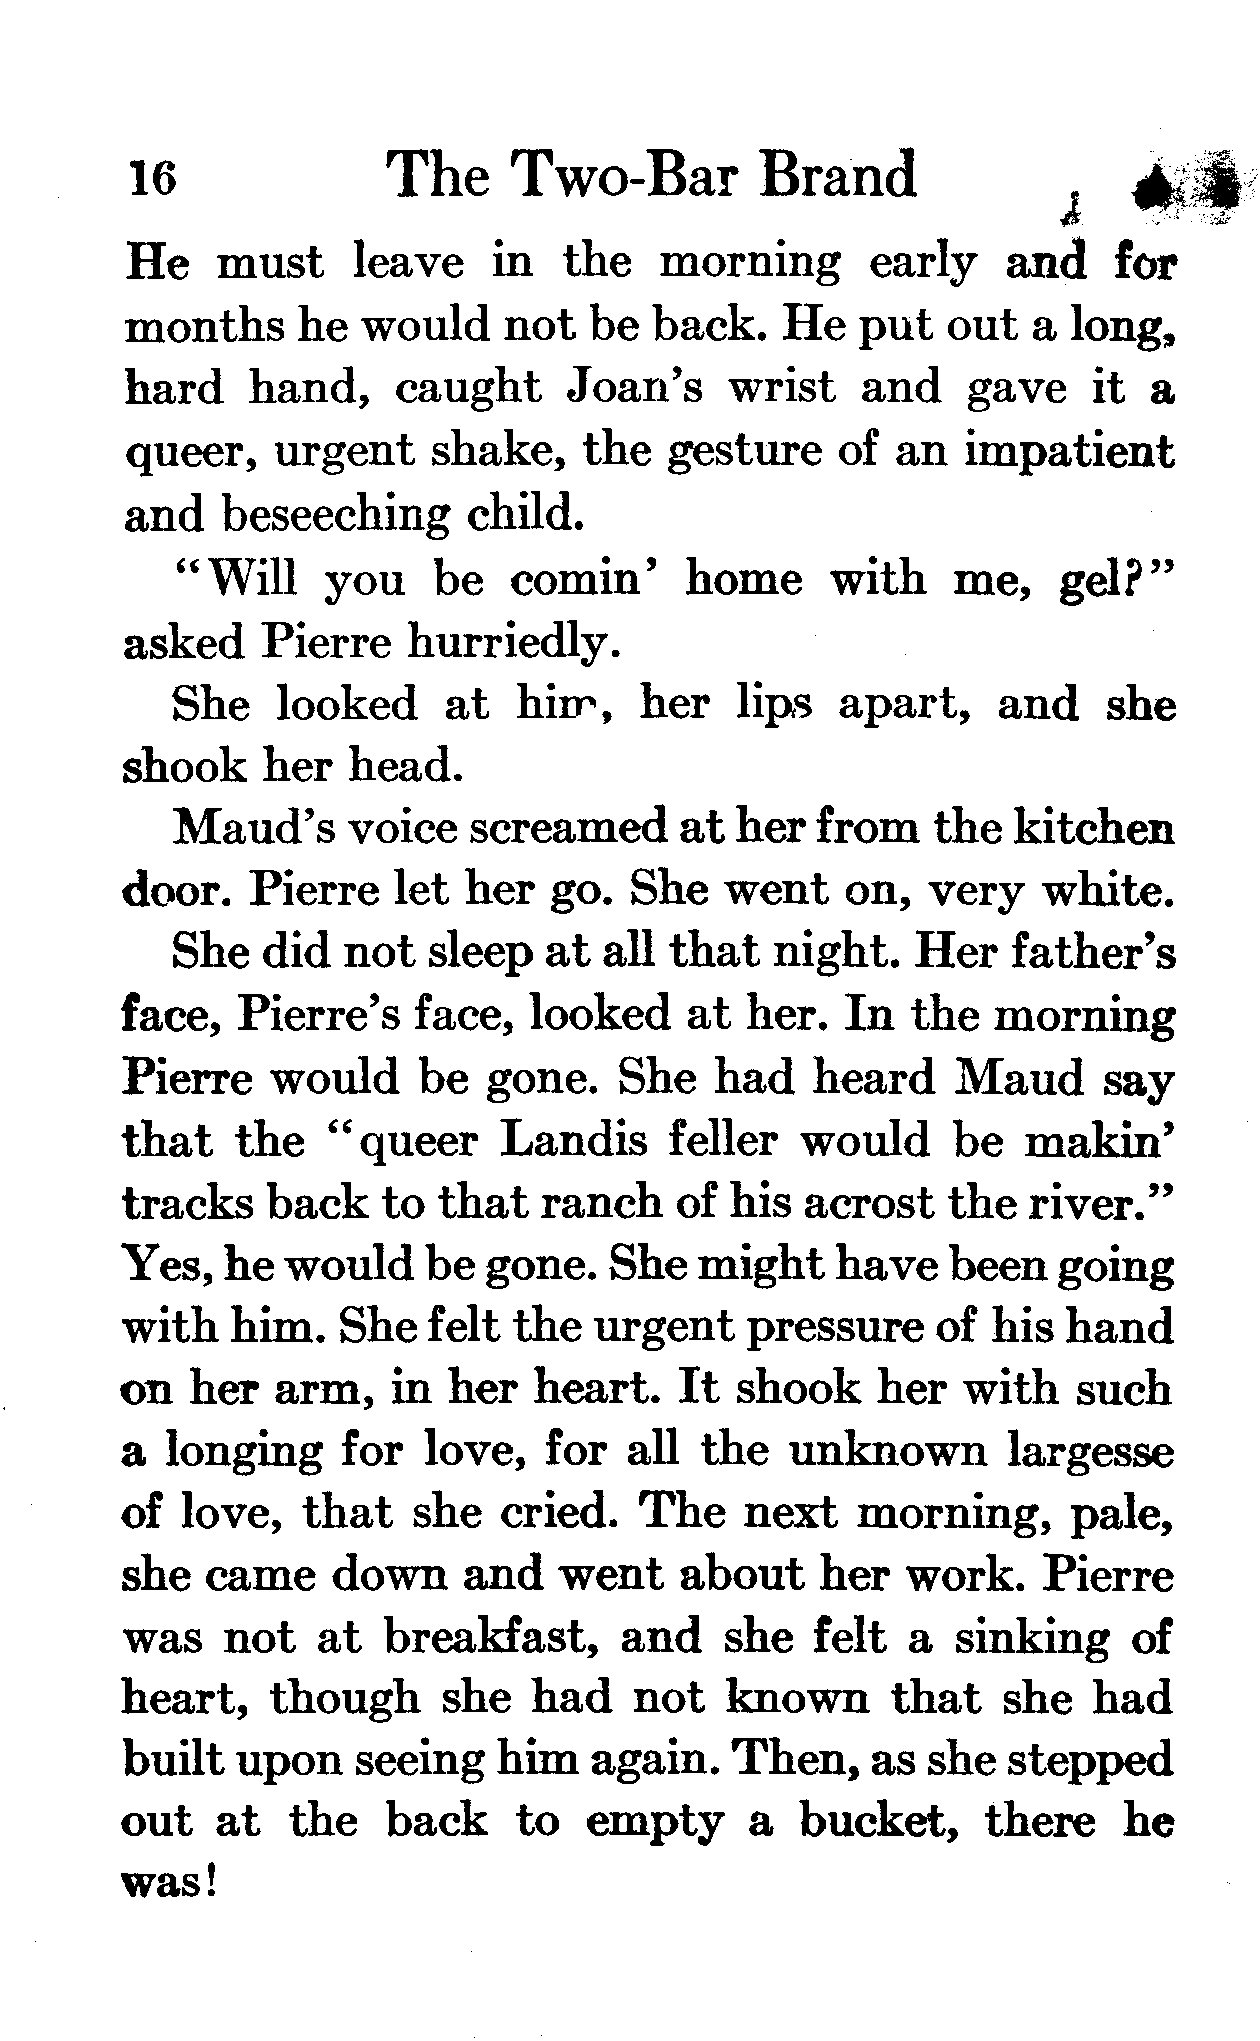 16 The Two-Bar Brand
He must leave in the morning early and for
months he would not be back. He put out a long,
hard hand, caught Joan's wrist and gave it a
queer, urgent shake, the gesture of an impatient
and beseeching child.
"Will you be comin' home with me, gel?"
asked Pierre hurriedly.
She looked at him, her lips apart, and she
shook her head.
Maud's voice screamed at her from the kitchen
door. Pierre let her go. She went on, very white.
She did not sleep at all that night. Her father's
face, Pierre's face, looked at her. In the morning
Pierre would be gone. She had heard Maud say
that the "queer Landis feller would be makin'
tracks back to that ranch of his acrost the river."
Yes, he would be gone. She might have been going
with him. She felt the urgent pressure of his hand
on her arm, in her heart. It shook her with such
a longing for love, for all the unknown largesse
of love, that she cried. The next morning, pale,
she came down and went about her work. Pierre
was not at breakfast, and she felt a sinking of
heart, though she had not known that she had
built upon seeing him again. Then, as she stepped
out at the back to empty a bucket, there he
was!